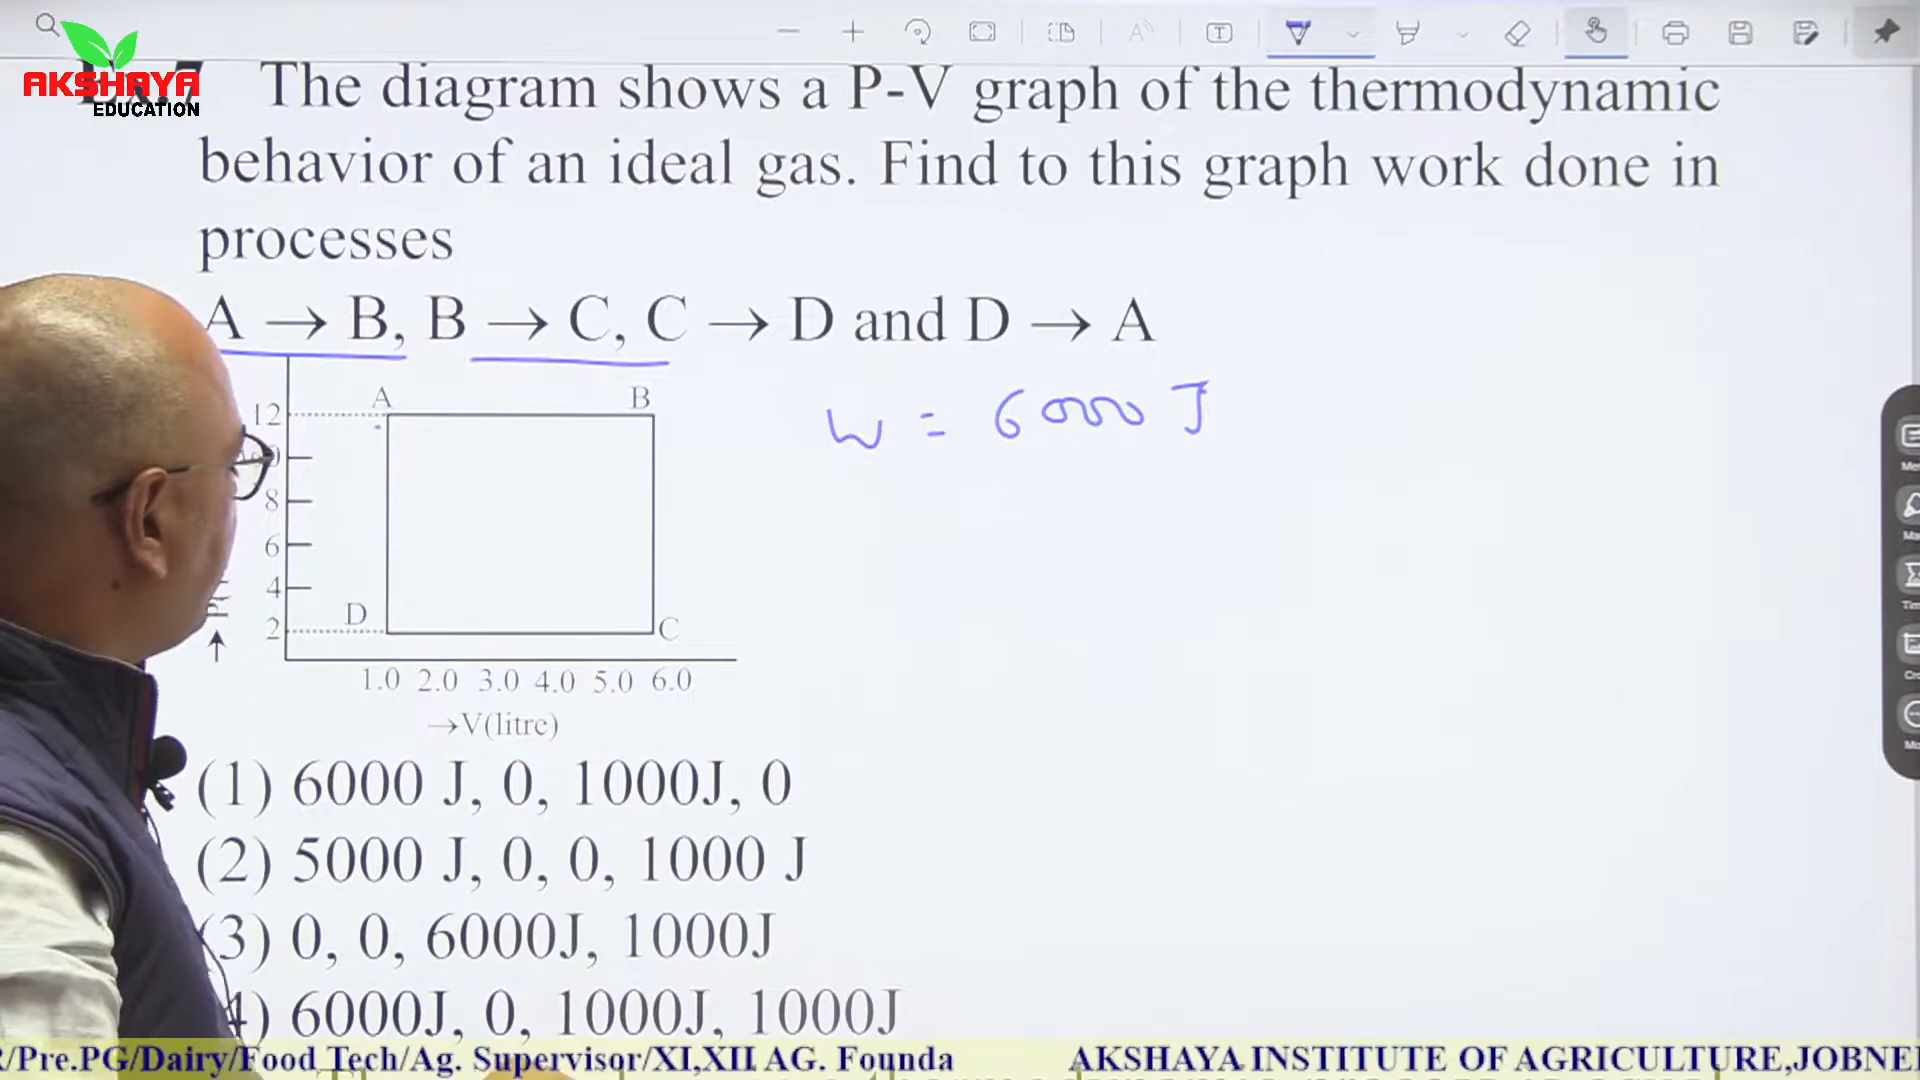 AKSHAYA
EDUCATION
The diagram shows a P-V graph of the thermodynamic
behavior of an ideal gas. Find to this graph work done in
processes
A → B, B → C, C → D and D → A
W = 6000 J
A
B
12
8
6
4
2
D
C
1.0 2.0 3.0 4.0 5.0 6.0
→V(litre)
(1) 6000 J, 0, 1000J, 0
(2) 5000 J, 0, 0, 1000 J
(3) 0, 0, 6000J, 1000J
4) 6000J, 0, 1000J, 1000J
/Pre.PG/Dairy/Food Tech/Ag. Supervisor/XI,XII AG. Founda
AKSHAYA INSTITUTE OF AGRICULTURE,JOBNE